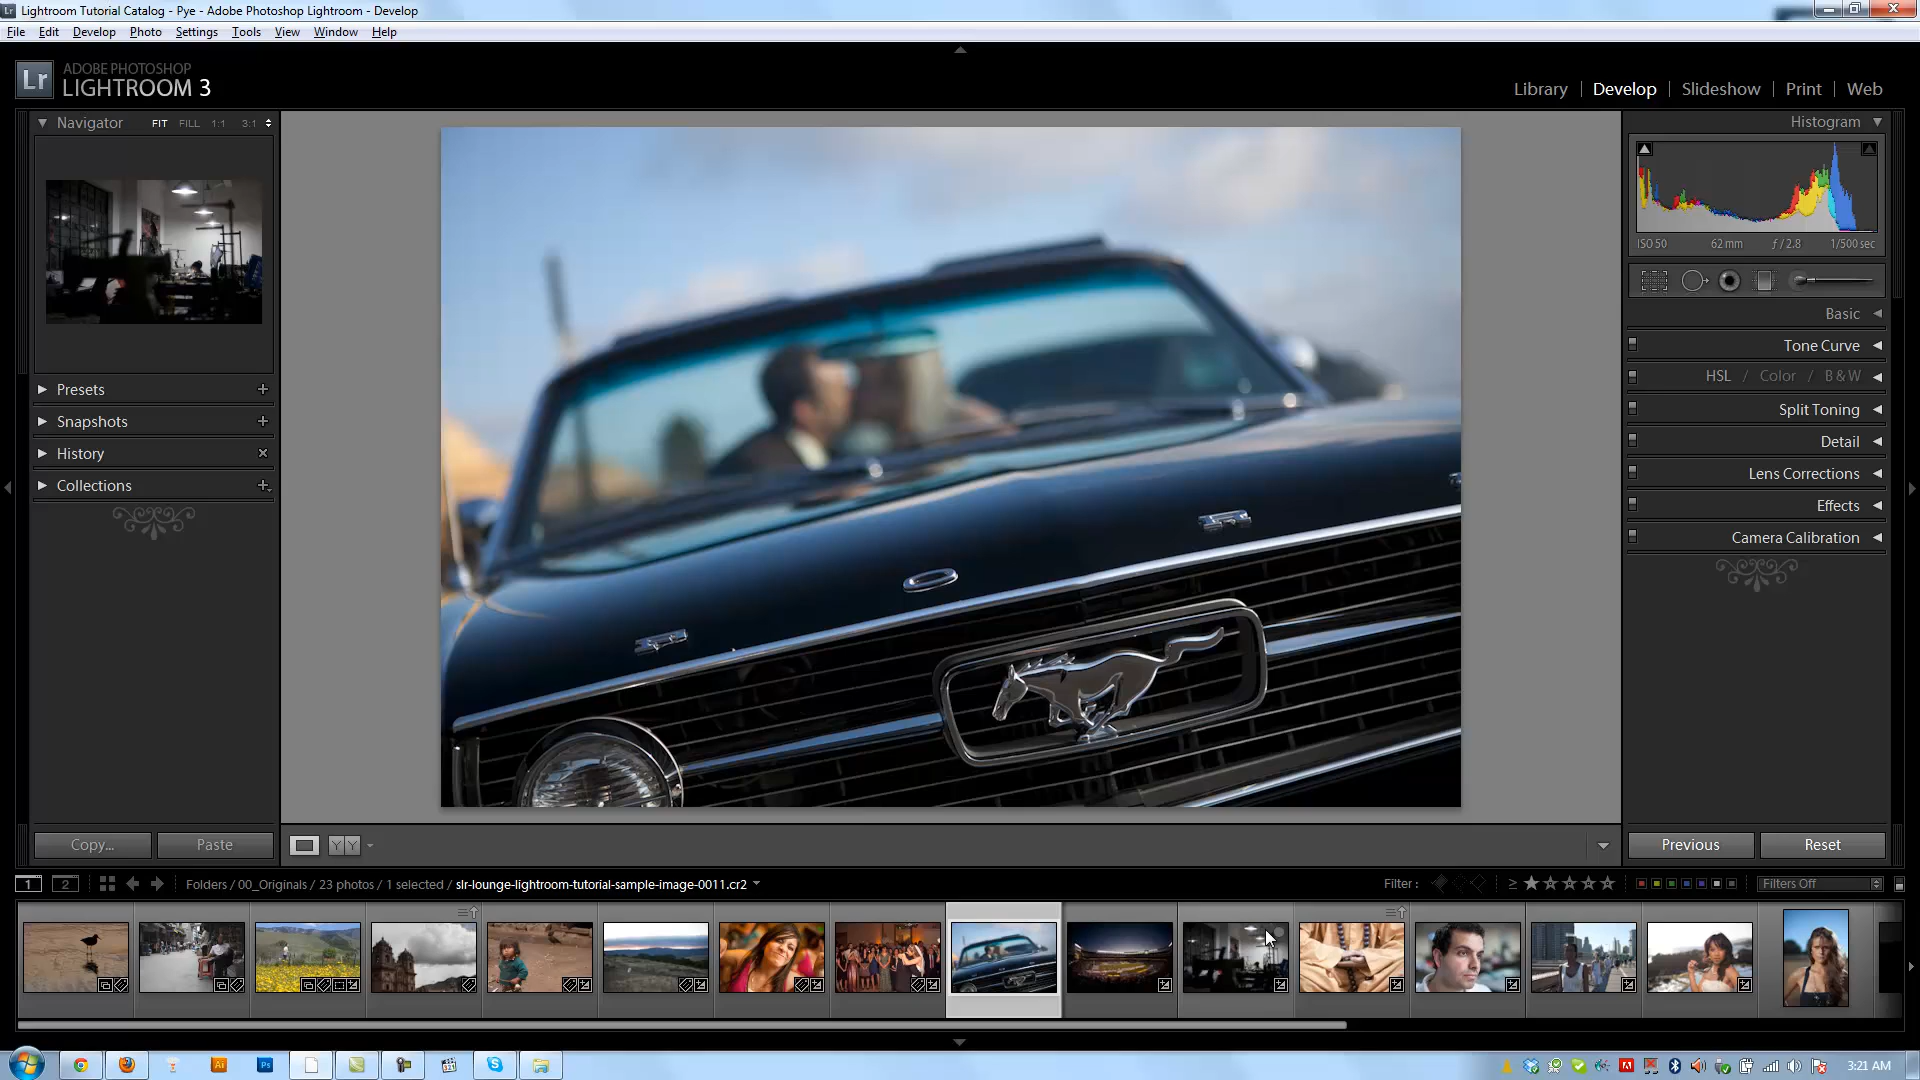 Lightroom Tutorial Catalog - Pye - Adobe Photoshop Lightroom - Develop
File Edit Develop Photo Settings Tools View Window Help
Lr ADOBE PHOTOSHOP
LIGHTROOM 3
Library | Develop | Slideshow | Print | Web
Navigator FIT FILL 1:1 3:1
Histogram
ISO 50 62 mm ƒ / 2.8 1/500 sec
Basic
Tone Curve
HSL / Color / B & W
Split Toning
Detail
Lens Corrections
Effects
Camera Calibration
Presets
Snapshots
History
Collections
F O R
Copy... Paste
Y Y
Previous Reset
1 2 Folders / 00_Originals / 23 photos / 1 selected / slr-lounge-lightroom-tutorial-sample-image-0011.cr2
Filter : ≥ Filters Off
Ai Ps S 3:21 AM